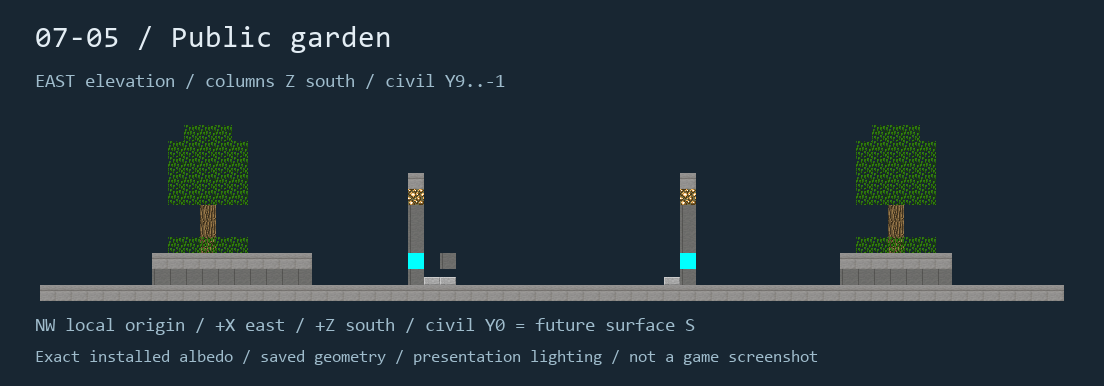 07-05 / Public garden
EAST elevation / columns Z south / civil Y9..-1
NW local origin / +X east / +Z south / civil Y0 = future surface S
Exact installed albedo / saved geometry / presentation lighting / not a game screenshot